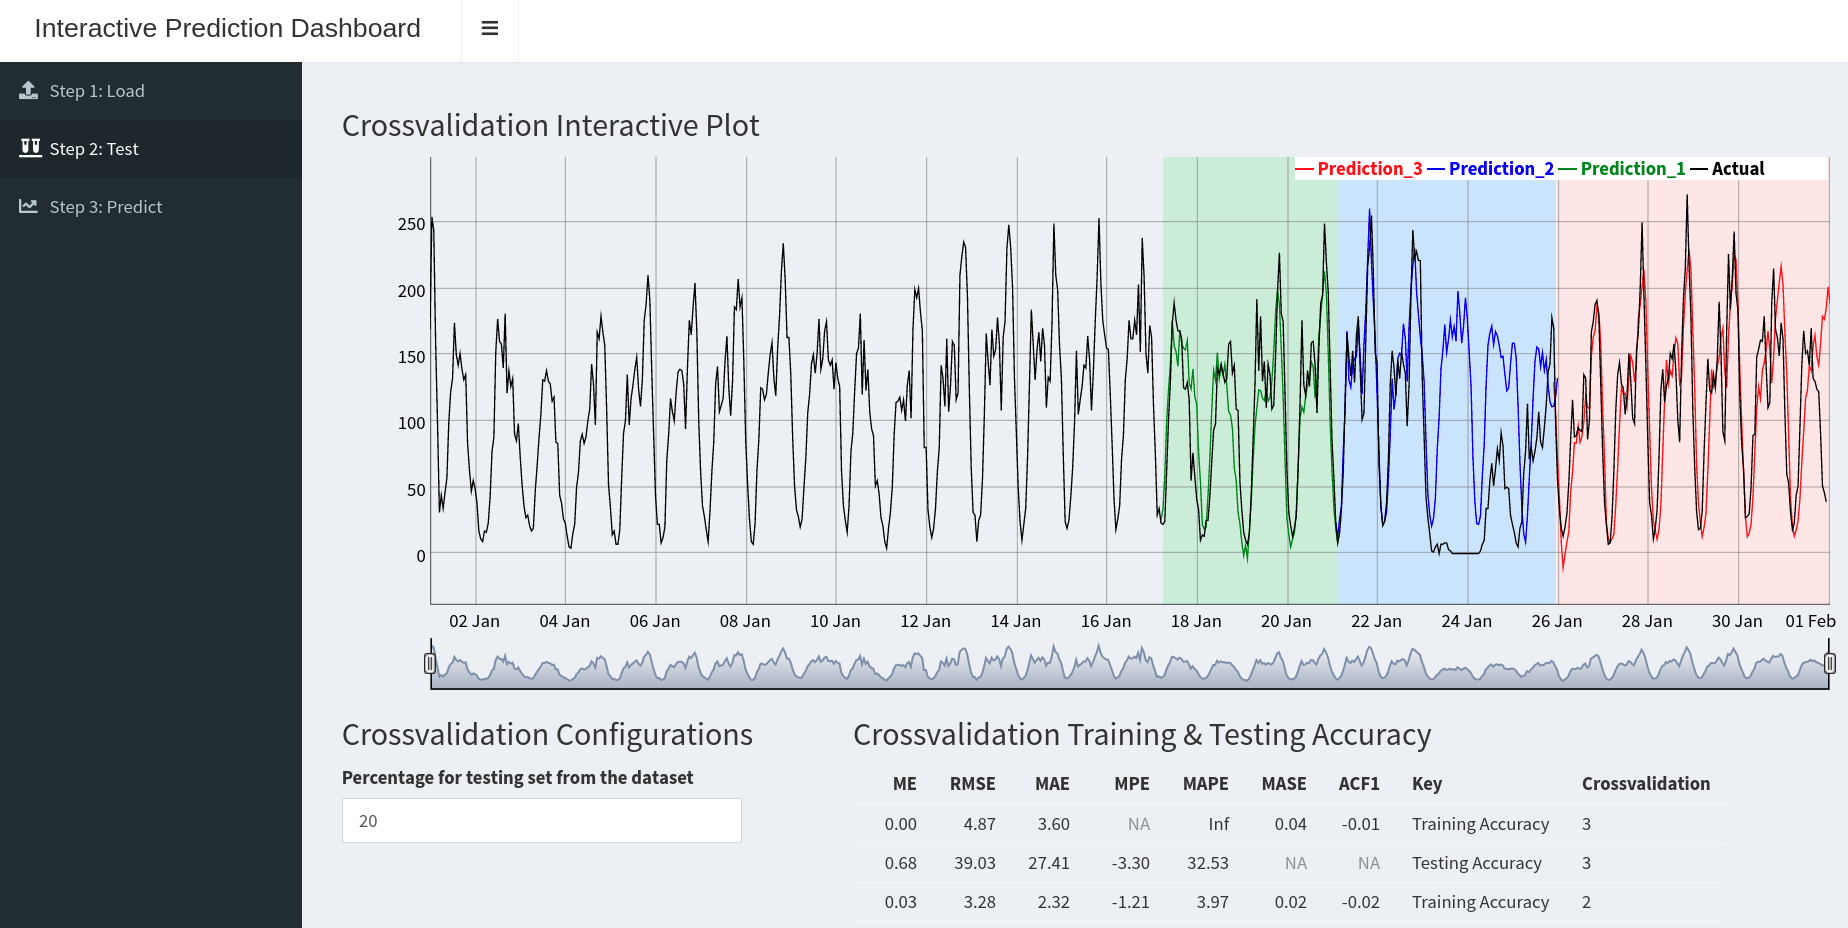 Interactive Prediction Dashboard
Step 1: Load
Step 2: Test
Step 3: Predict
Crossvalidation Interactive Plot
Prediction_3 Prediction_2 Prediction_1 Actual
250
200
150
100
50
0
02 Jan 04 Jan 06 Jan 08 Jan 10 Jan 12 Jan 14 Jan 16 Jan 18 Jan 20 Jan 22 Jan 24 Jan 26 Jan 28 Jan 30 Jan 01 Feb
Crossvalidation Configurations
Percentage for testing set from the dataset
20
Crossvalidation Training & Testing Accuracy
ME RMSE MAE MPE MAPE MASE ACF1 Key Crossvalidation
0.00 4.87 3.60 NA Inf 0.04 -0.01 Training Accuracy 3
0.68 39.03 27.41 -3.30 32.53 NA NA Testing Accuracy 3
0.03 3.28 2.32 -1.21 3.97 0.02 -0.02 Training Accuracy 2